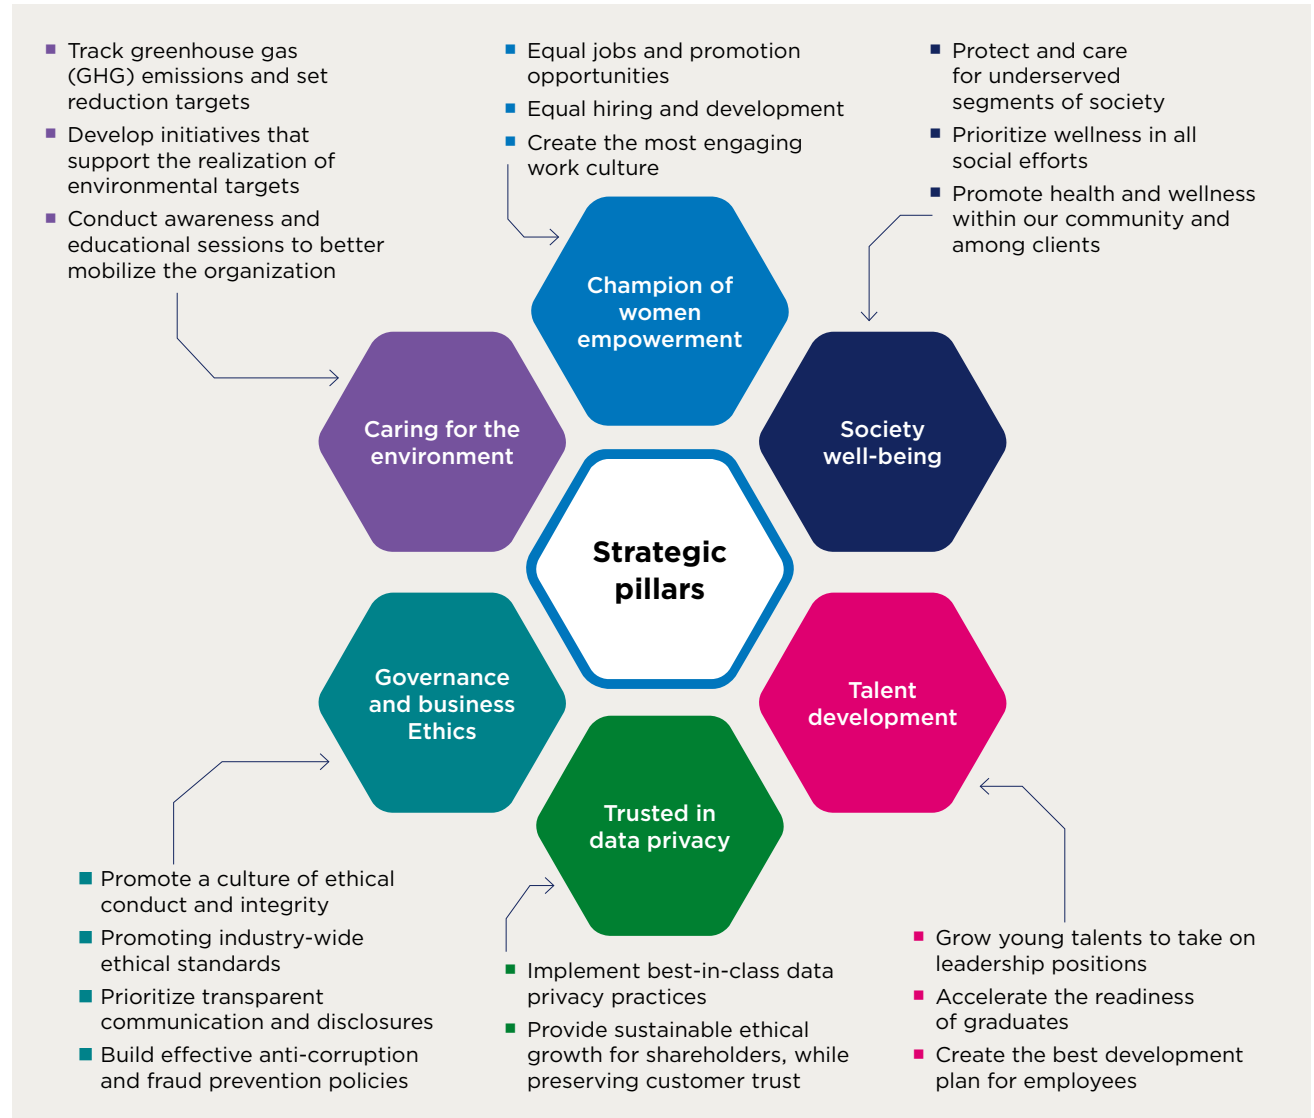 Track greenhouse gas
(GHG) emissions and set
reduction targets
Develop initiatives that
support the realization of
environmental targets
Conduct awareness and
educational sessions to better
mobilize the organization
Equal jobs and promotion
opportunities
Equal hiring and development
Create the most engaging
work culture
Protect and care
for underserved
segments of society
Prioritize wellness in all
social efforts
Promote health and wellness
within our community and
among clients
Champion of
women
empowerment
Caring for the
environment
Society
well-being
Strategic
pillars
Governance
and business
Ethics
Talent
development
Trusted in
data privacy
Promote a culture of ethical
conduct and integrity
Promoting industry-wide
ethical standards
Prioritize transparent
communication and disclosures
Build effective anti-corruption
and fraud prevention policies
Implement best-in-class data
privacy practices
Provide sustainable ethical
growth for shareholders, while
preserving customer trust
Grow young talents to take on
leadership positions
Accelerate the readiness
of graduates
Create the best development
plan for employees